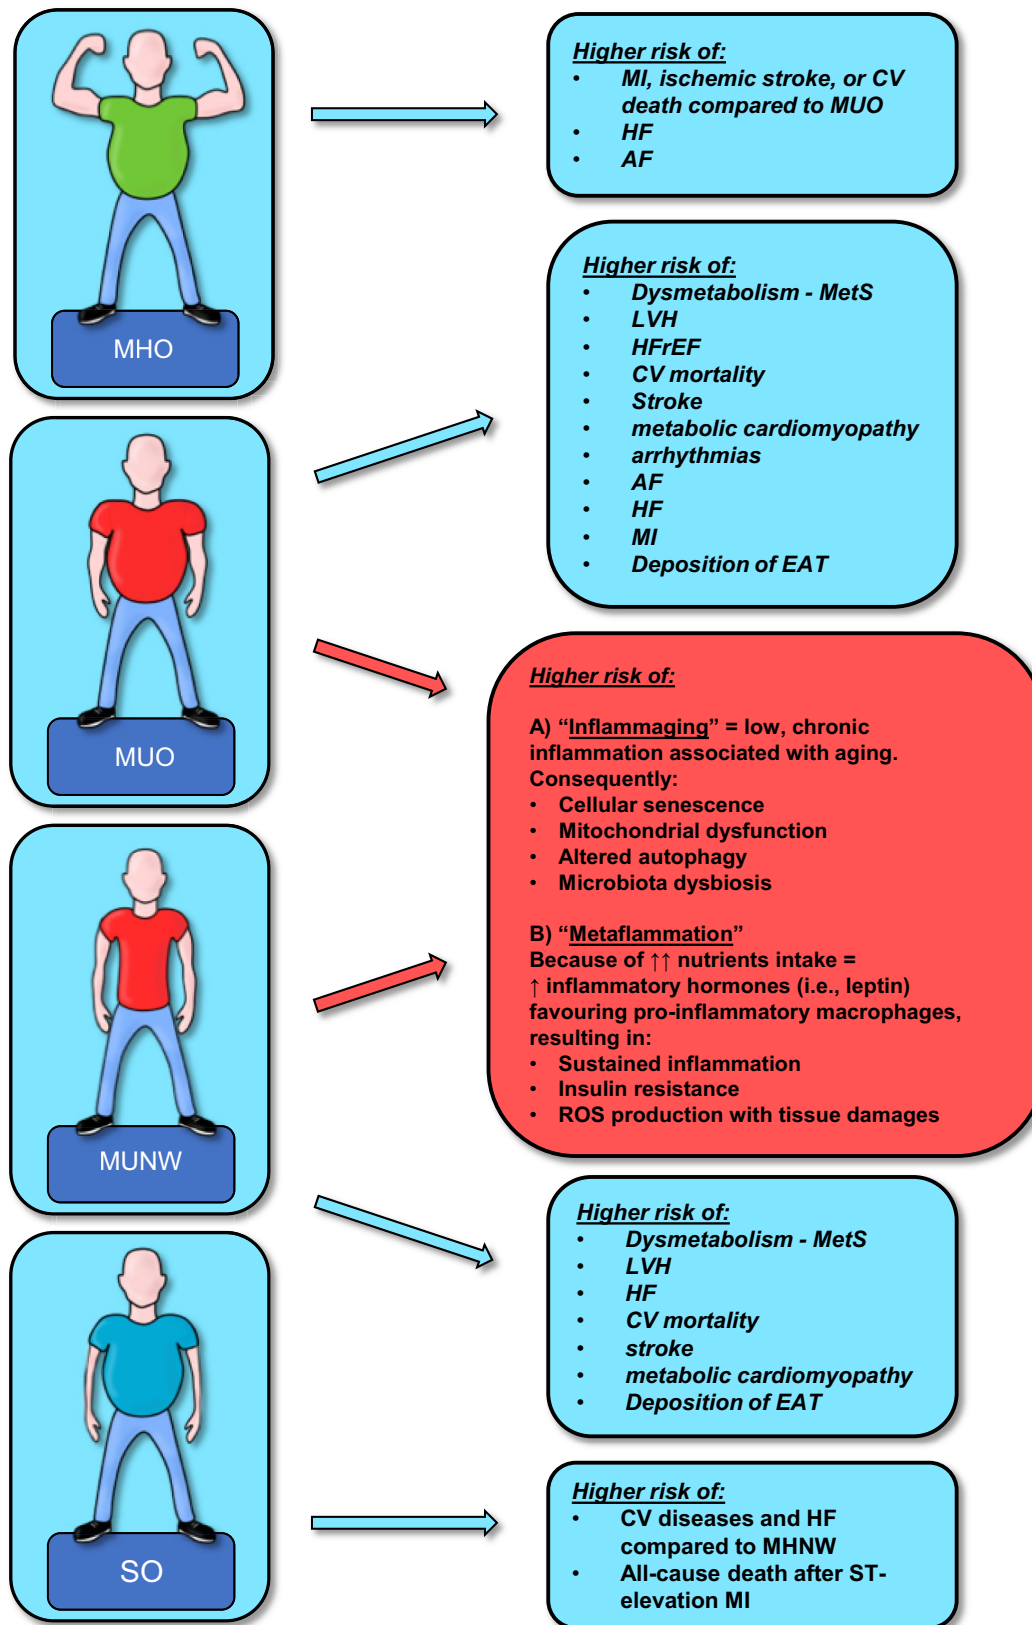 MHO
Higher risk of:
• MI, ischemic stroke, or CV
death compared to MUO
• HF
• AF
MUO
Higher risk of:
• Dysmetabolism - MetS
• LVH
• HFrEF
• CV mortality
• Stroke
• metabolic cardiomyopathy
• arrhythmias
• AF
• HF
• MI
• Deposition of EAT
Higher risk of:
A) “Inflammaging” = low, chronic
inflammation associated with aging.
Consequently:
• Cellular senescence
• Mitochondrial dysfunction
• Altered autophagy
• Microbiota dysbiosis
B) “Metaflammation”
Because of ↑↑ nutrients intake =
↑ inflammatory hormones (i.e., leptin)
favouring pro-inflammatory macrophages,
resulting in:
• Sustained inflammation
• Insulin resistance
• ROS production with tissue damages
MUNW
Higher risk of:
• Dysmetabolism - MetS
• LVH
• HF
• CV mortality
• stroke
• metabolic cardiomyopathy
• Deposition of EAT
SO
Higher risk of:
• CV diseases and HF
compared to MHNW
• All-cause death after ST-
elevation MI